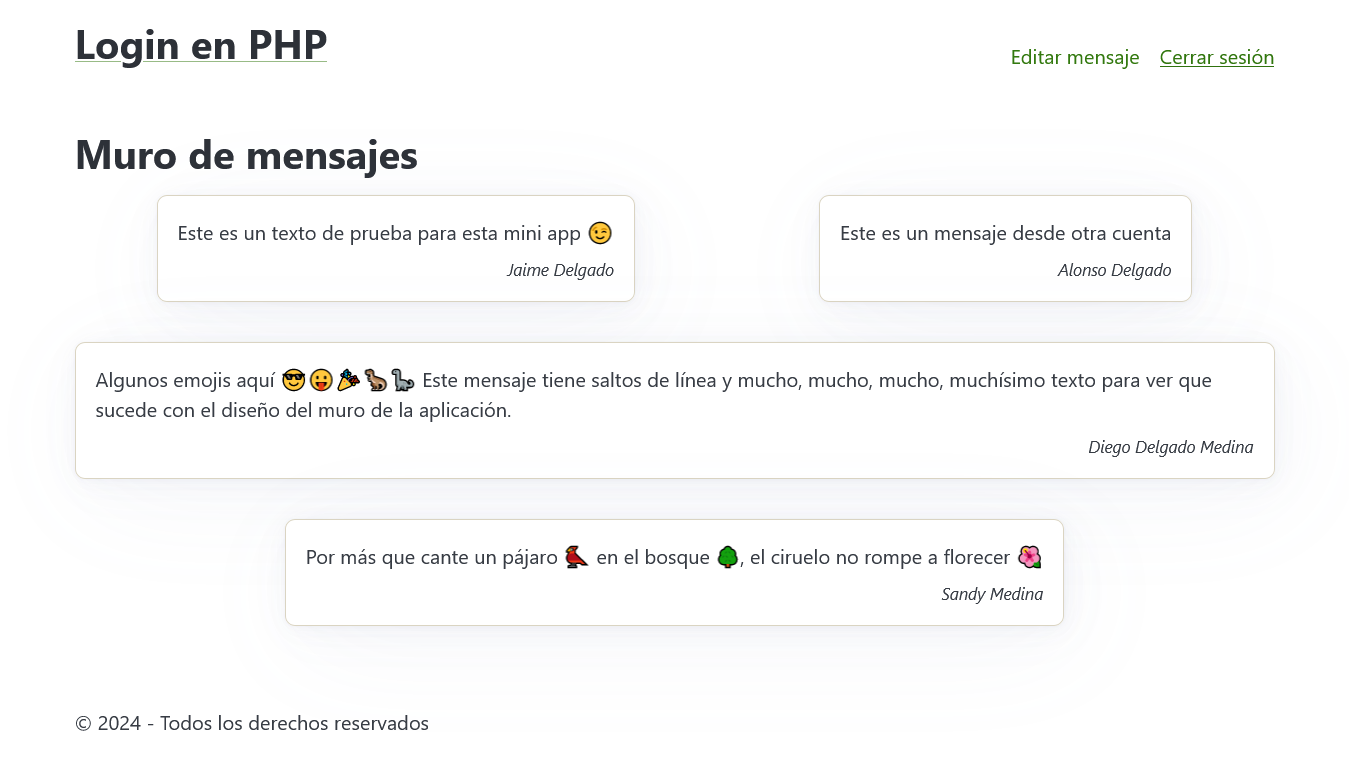 Login en PHP
Editar mensaje
Cerrar sesión
Muro de mensajes
Este es un texto de prueba para esta mini app 😉
Jaime Delgado
Este es un mensaje desde otra cuenta
Alonso Delgado
Algunos emojis aquí 😎😛🎉🦖🦕 Este mensaje tiene saltos de línea y mucho, mucho, mucho, muchísimo texto para ver que
sucede con el diseño del muro de la aplicación.
Diego Delgado Medina
Por más que cante un pájaro 🐦 en el bosque 🌳, el ciruelo no rompe a florecer 🌺
Sandy Medina
© 2024 - Todos los derechos reservados